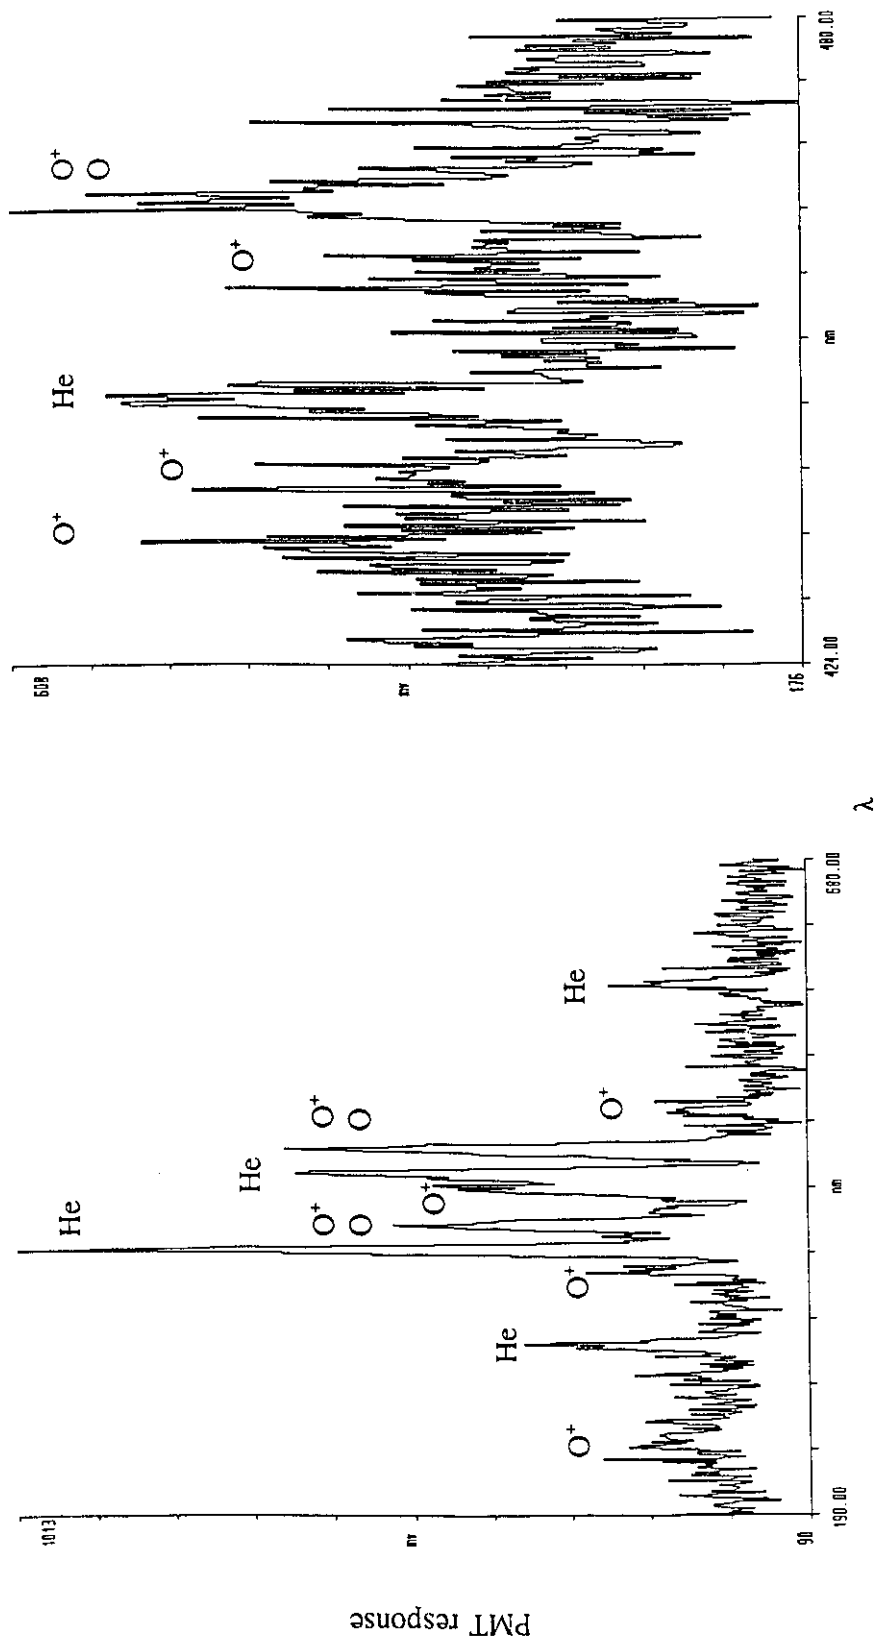 PMT response
1013
mv
90
190.00
nm
680.00
O⁺
He
O⁺
He
O⁺
O
O⁺
He
O⁺
O
O⁺
He
608
mv
176
424.00
nm
480.00
O⁺
O⁺
He
O⁺
O⁺
O
λ